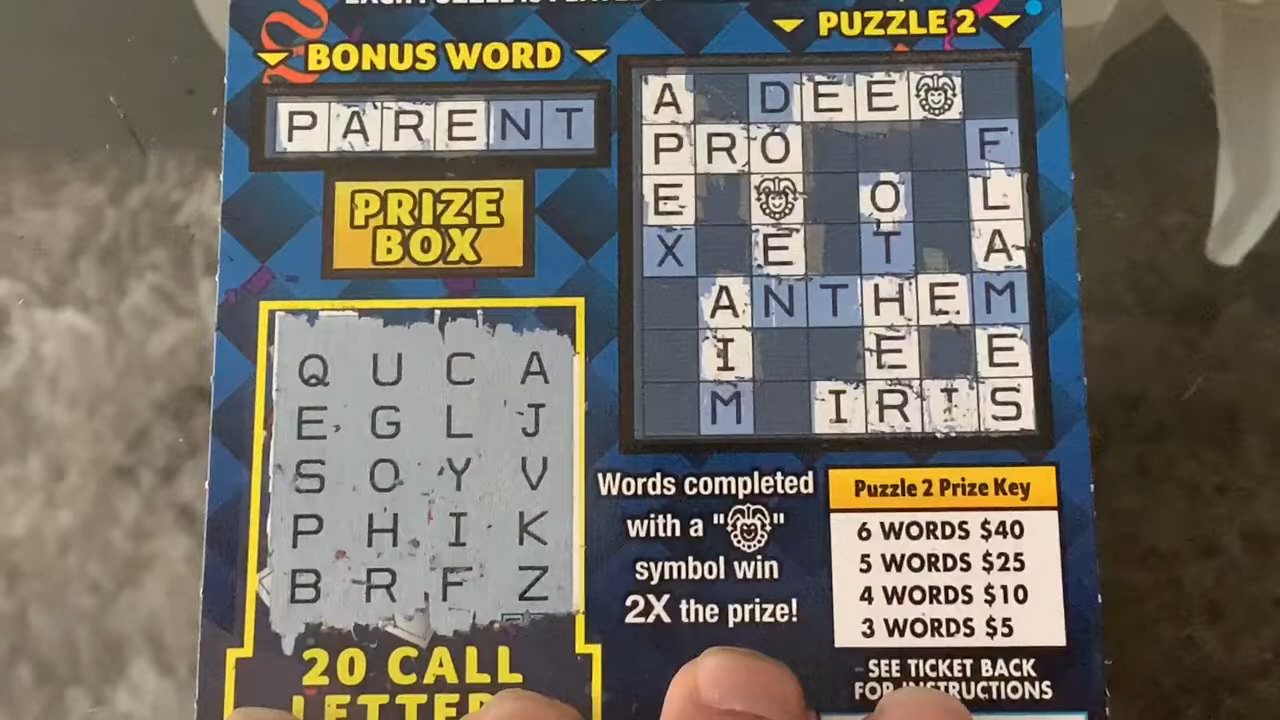 PUZZLE 2
BONUS WORD
PARENT
PRIZE
BOX
A DEE
PRO F
E O L
X E T A
ANTHEM
I E E
M IRIS
Q U C A
E G L J
S O Y V
P H I K
B R F Z
20 CALL
Words completed
with a " "
symbol win
2X the prize!
Puzzle 2 Prize Key
6 WORDS $40
5 WORDS $25
4 WORDS $10
3 WORDS $5
SEE TICKET BACK
FOR INSTRUCTIONS